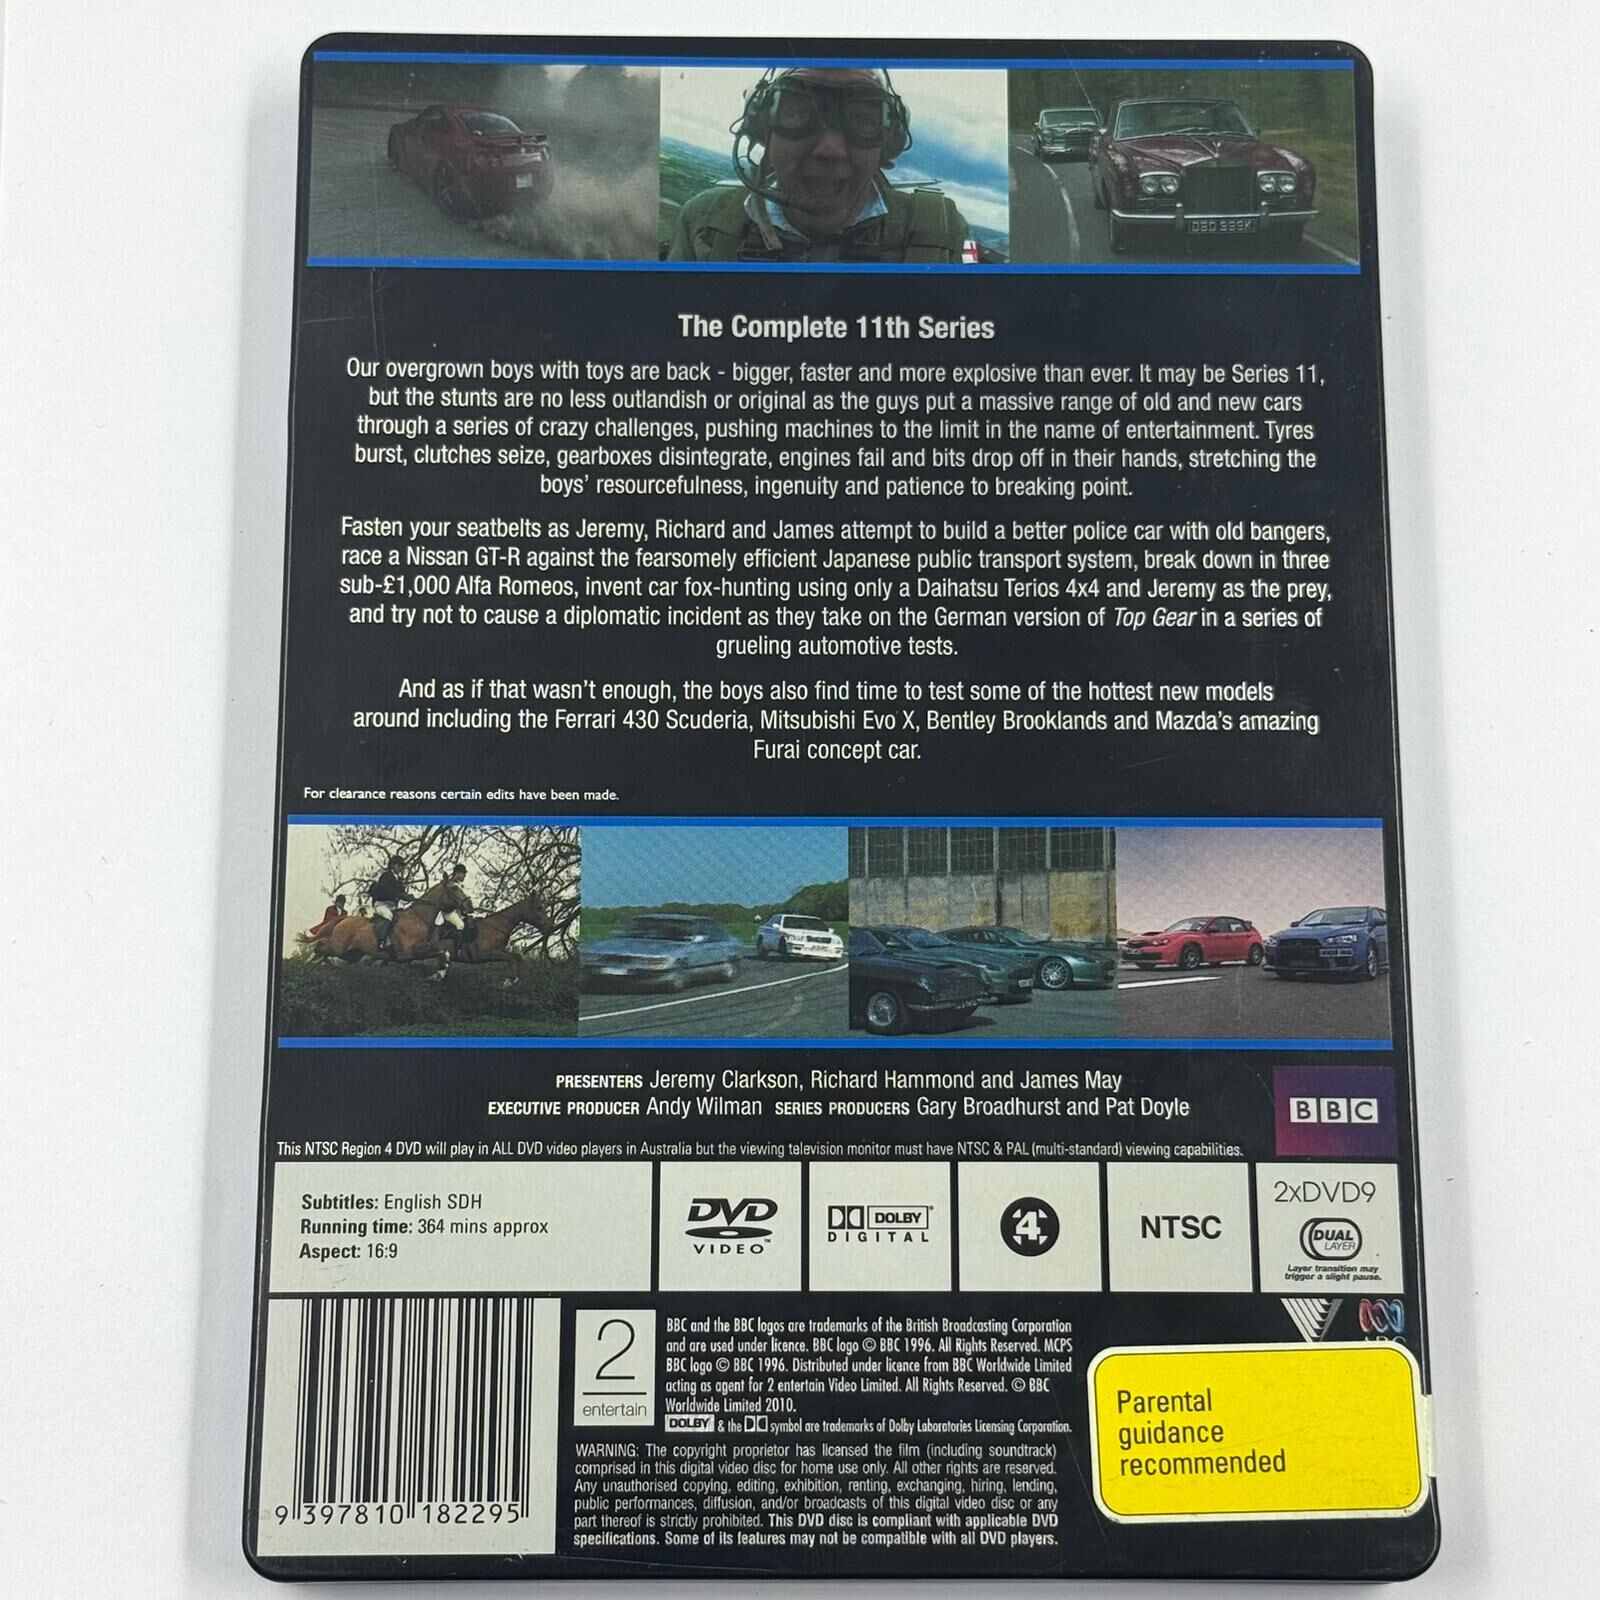 DBD 999K
The Complete 11th Series
Our overgrown boys with toys are back - bigger, faster and more explosive than ever. It may be Series 11,
but the stunts are no less outlandish or original as the guys put a massive range of old and new cars
through a series of crazy challenges, pushing machines to the limit in the name of entertainment. Tyres
burst, clutches seize, gearboxes disintegrate, engines fail and bits drop off in their hands, stretching the
boys' resourcefulness, ingenuity and patience to breaking point.
Fasten your seatbelts as Jeremy, Richard and James attempt to build a better police car with old bangers,
race a Nissan GT-R against the fearsomely efficient Japanese public transport system, break down in three
sub-£1,000 Alfa Romeos, invent car fox-hunting using only a Daihatsu Terios 4x4 and Jeremy as the prey,
and try not to cause a diplomatic incident as they take on the German version of Top Gear in a series of
grueling automotive tests.
And as if that wasn't enough, the boys also find time to test some of the hottest new models
around including the Ferrari 430 Scuderia, Mitsubishi Evo X, Bentley Brooklands and Mazda's amazing
Furai concept car.
For clearance reasons certain edits have been made.
PRESENTERS Jeremy Clarkson, Richard Hammond and James May
EXECUTIVE PRODUCER Andy Wilman SERIES PRODUCERS Gary Broadhurst and Pat Doyle
BBC
This NTSC Region 4 DVD will play in ALL DVD video players in Australia but the viewing television monitor must have NTSC & PAL (multi-standard) viewing capabilities.
Subtitles: English SDH
Running time: 364 mins approx
Aspect: 16:9
DVD
VIDEO™
DOLBY®
DIGITAL
4
NTSC
2xDVD9
DUAL
LAYER
Layer transition may
trigger a slight pause.
9 397810 182295
2
entertain
BBC and the BBC logos are trademarks of the British Broadcasting Corporation
and are used under licence. BBC logo © BBC 1996. All Rights Reserved. MCPS
BBC logo © BBC 1996. Distributed under licence from BBC Worldwide Limited
acting as agent for 2 entertain Video Limited. All Rights Reserved. © BBC
Worldwide Limited 2010.
DOLBY & the symbol are trademarks of Dolby Laboratories Licensing Corporation.
WARNING: The copyright proprietor has licensed the film (including soundtrack)
comprised in this digital video disc for home use only. All other rights are reserved.
Any unauthorised copying, editing, exhibition, renting, exchanging, hiring, lending,
public performances, diffusion, and/or broadcasts of this digital video disc or any
part thereof is strictly prohibited. This DVD disc is compliant with applicable DVD
specifications. Some of its features may not be compatible with all DVD players.
ABC
Parental
guidance
recommended